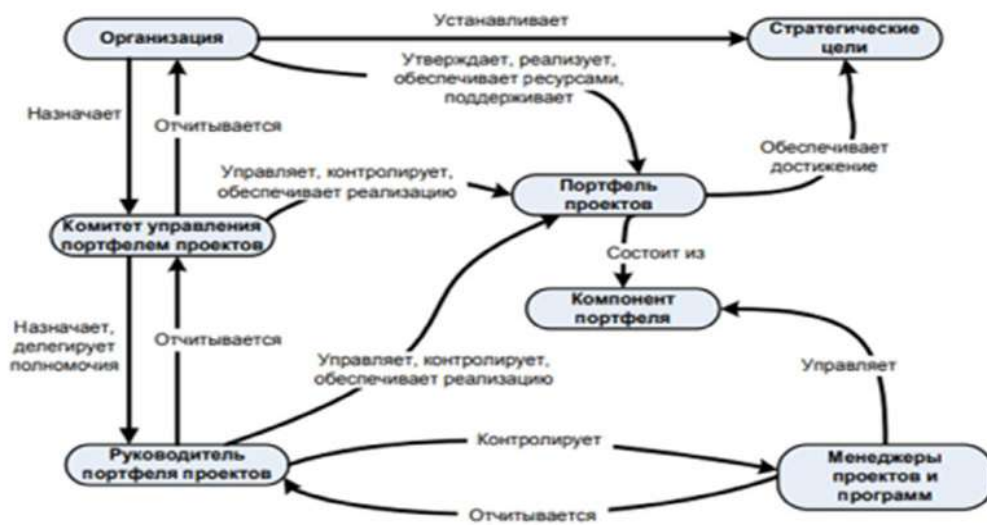 Устанавливает
Организация
Стратегические
цели
Утверждает, реализует,
обеспечивает ресурсами,
поддерживает
Назначает
Отчитывается
Обеспечивает
достижение
Управляет, контролирует,
обеспечивает реализацию
Портфель
проектов
Комитет управления
портфелем проектов
Состоит из
Компонент
портфеля
Назначает,
делегирует
полномочия
Отчитывается
Управляет, контролирует,
обеспечивает реализацию
Управляет
Контролирует
Руководитель
портфеля проектов
Менеджеры
проектов и
программ
Отчитывается